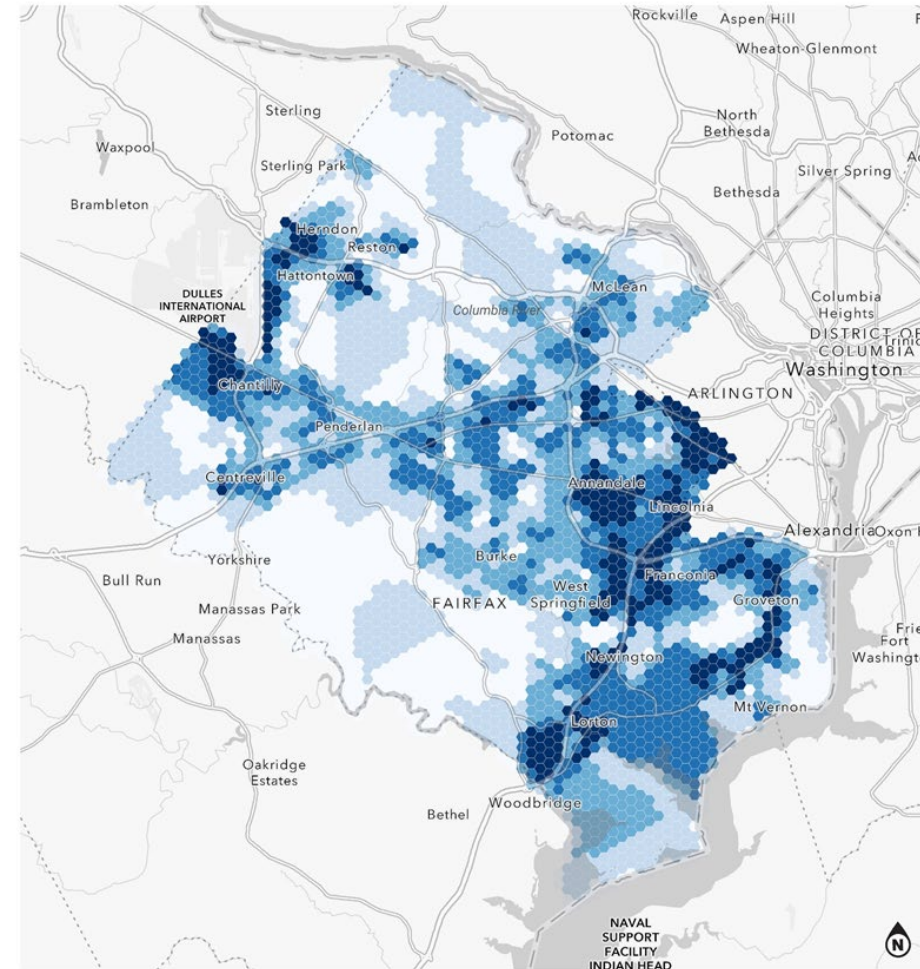 Rockville
Aspen Hill
Wheaton-Glenmont
Sterling
North
Bethesda
Potomac
Waxpool
Sterling Park
Silver Spring
Bethesda
Brambleton
Herndon
Reston
Hattontown
McLean
DULLES
INTERNATIONAL
AIRPORT
Columbia River
Columbia
Heights
DISTRICT OF
COLUMBIA
Washington
Chantilly
ARLINGTON
Penderlan
Centreville
Annandale
Lincolnia
Alexandria
Oxon
Yorkshire
Burke
Bull Run
Franconia
West
Springfield
Groveton
FAIRFAX
Manassas Park
Manassas
Fort
Washingt
Newington
Mt Vernon
Lorton
Oakridge
Estates
Woodbridge
Bethel
NAVAL
SUPPORT
FACILITY
INDIAN HEAD
N